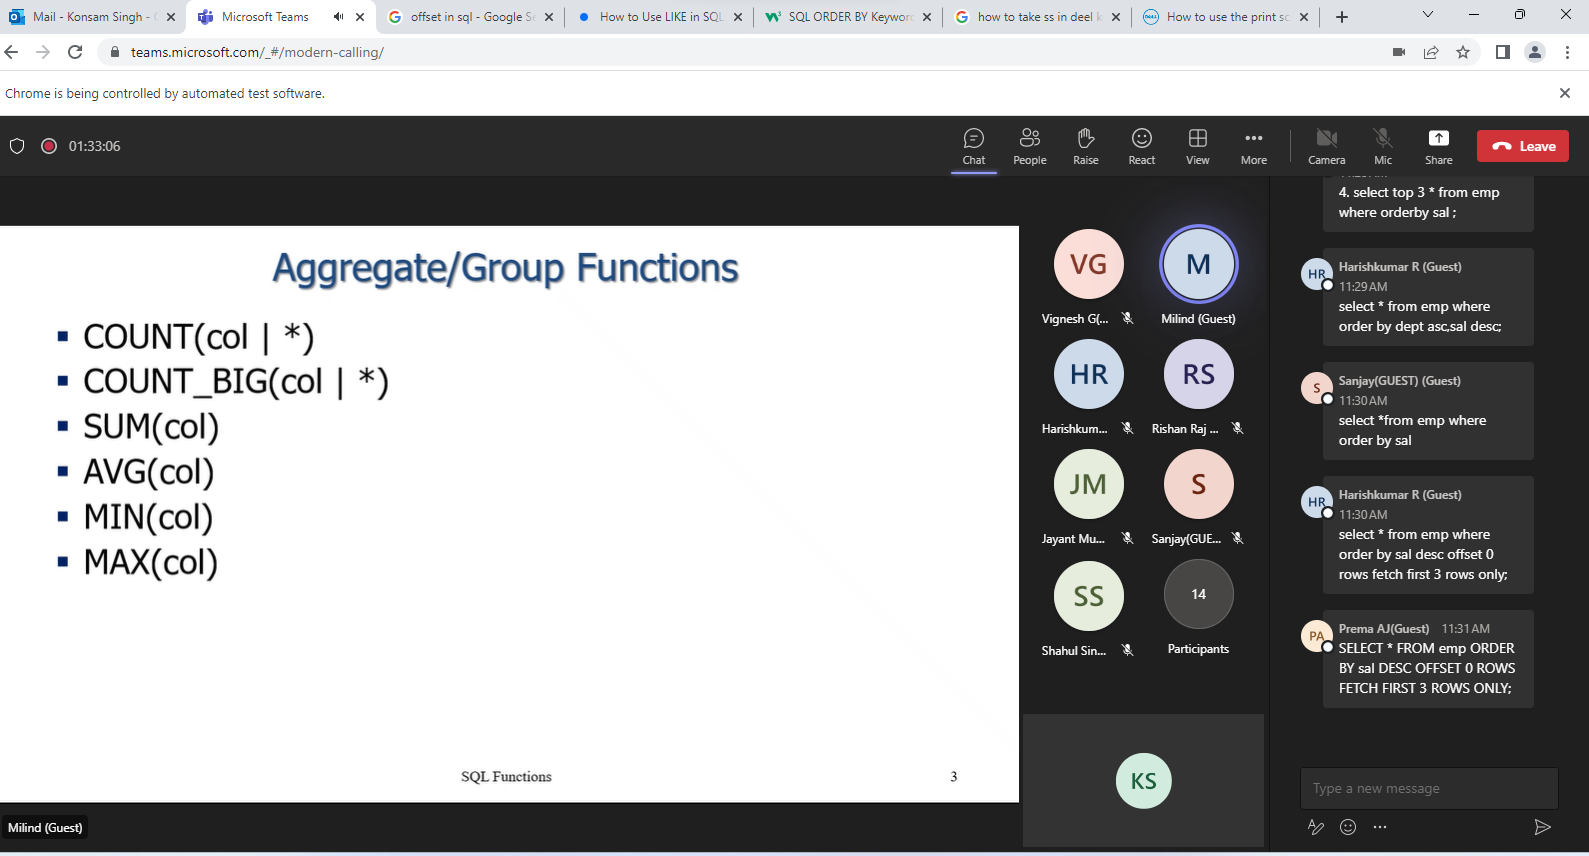 Mail - Konsam Singh -
Microsoft Teams
offset in sql - Google Se
How to Use LIKE in SQL
SQL ORDER BY Keyword
how to take ss in deel k
How to use the print sc
teams.microsoft.com/_#/modern-calling/
Chrome is being controlled by automated test software.
01:33:06
Chat
People
Raise
React
View
More
Camera
Mic
Share
Leave
Aggregate/Group Functions
COUNT(col | *)
COUNT_BIG(col | *)
SUM(col)
AVG(col)
MIN(col)
MAX(col)
SQL Functions
3
Milind (Guest)
VG
Vignesh G(...
M
Milind (Guest)
HR
Harishkum...
RS
Rishan Raj ...
JM
Jayant Mu...
S
Sanjay(GUE...
SS
Shahul Sin...
14
Participants
KS
4. select top 3 * from emp
where orderby sal ;
HR
Harishkumar R (Guest)
11:29 AM
select * from emp where
order by dept asc,sal desc;
S
Sanjay(GUEST) (Guest)
11:30 AM
select *from emp where
order by sal
HR
Harishkumar R (Guest)
11:30 AM
select * from emp where
order by sal desc offset 0
rows fetch first 3 rows only;
PA
Prema AJ(Guest) 11:31 AM
SELECT * FROM emp ORDER
BY sal DESC OFFSET 0 ROWS
FETCH FIRST 3 ROWS ONLY;
Type a new message